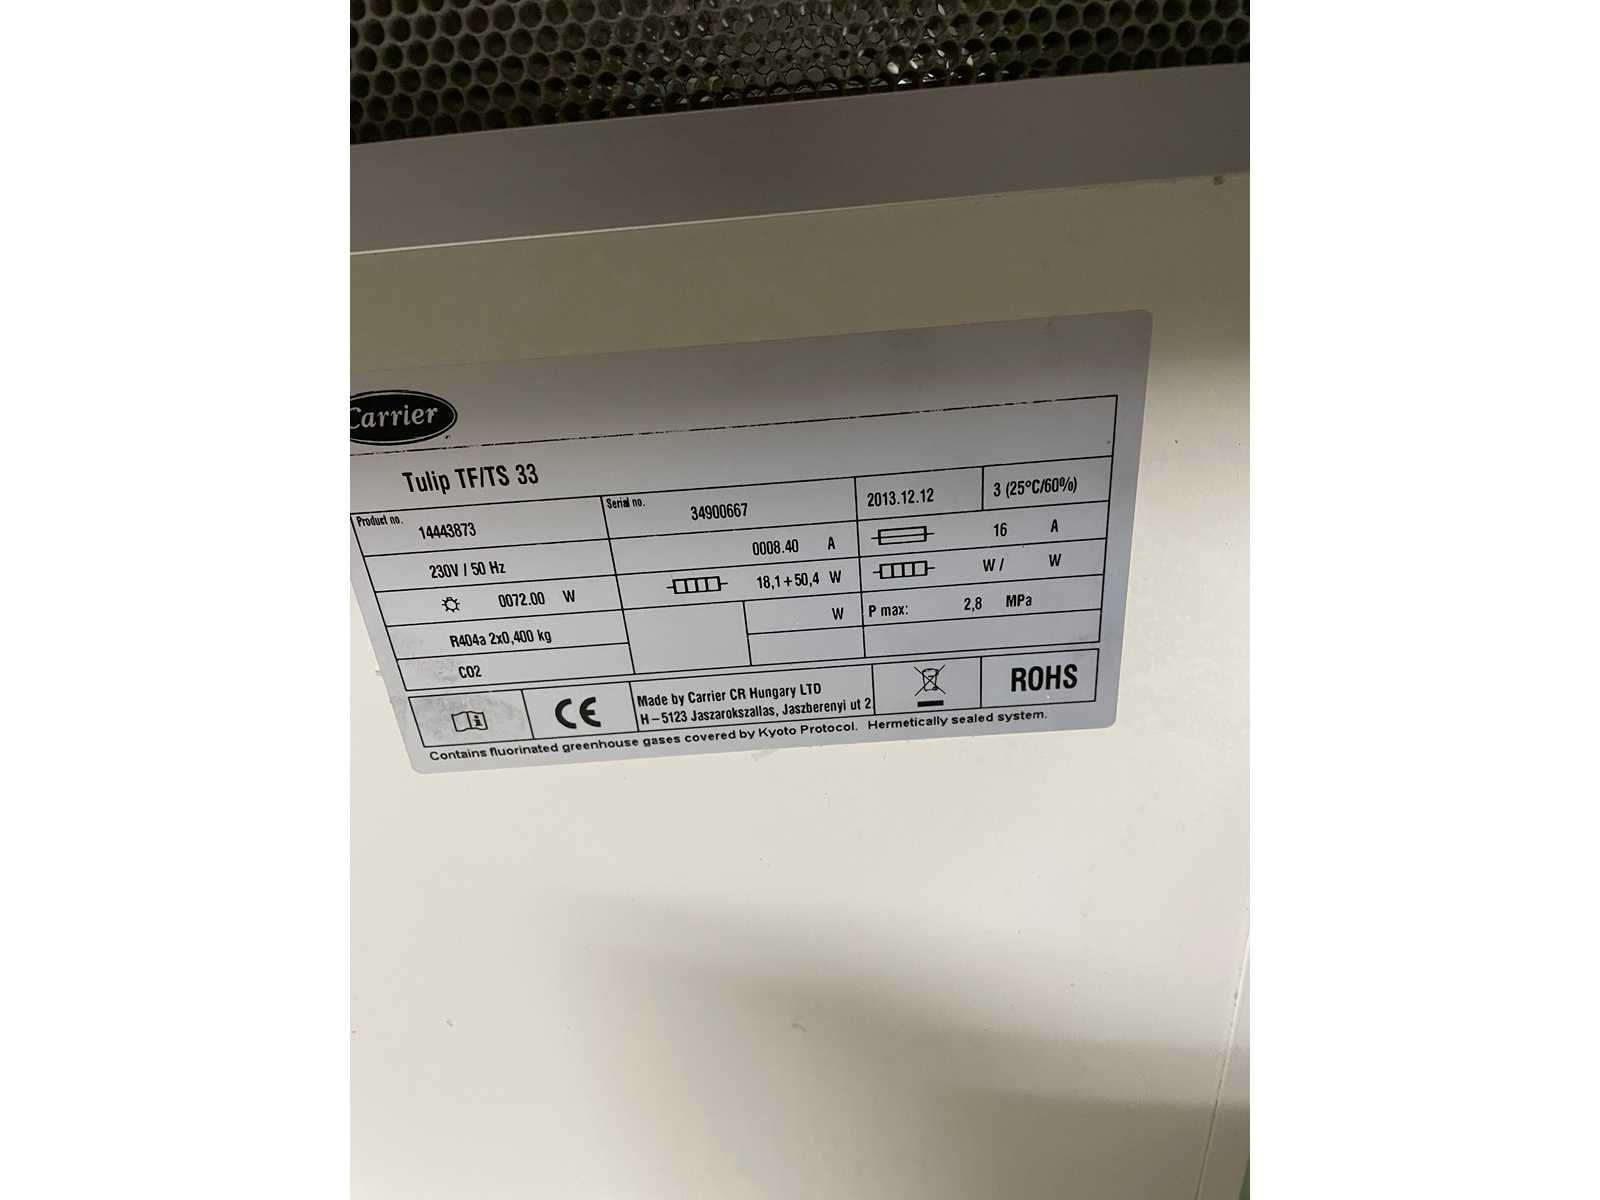 Carrier
Tulip TF/TS 33
Product no. 14443873
Serial no. 34900667
2013.12.12
3 (25°C/60%)
230V / 50 Hz
0008.40 A
16 A
0072.00 W
18,1+50,4 W
W / W
R404a 2x0,400 kg
W
P max: 2,8 MPa
CO2
CE
Made by Carrier CR Hungary LTD
H-5123 Jaszarokszallas, Jaszberenyi ut 2
ROHS
Contains fluorinated greenhouse gases covered by Kyoto Protocol. Hermetically sealed system.